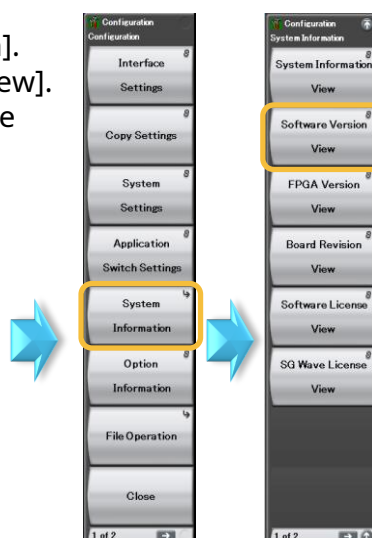 ].
ew].
e
Configuration
Configuration
Interface
Settings
Copy Settings
System
Settings
Application
Switch Settings
System
Information
Option
Information
File Operation
Close
1 of 2
Configuration
System Information
System Information
View
Software Version
View
FPGA Version
View
Board Revision
View
Software License
View
SG Wave License
View
1 of 2